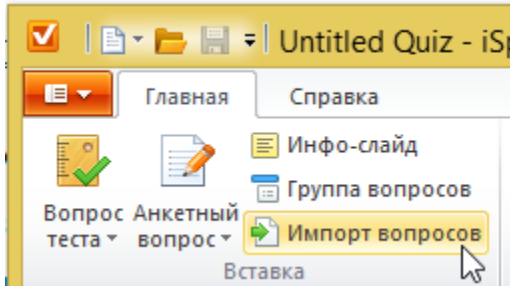 Untitled Quiz - iSp
Главная Справка
Инфо-слайд
Группа вопросов
Вопрос теста Анкетный вопрос
Импорт вопросов
Вставка